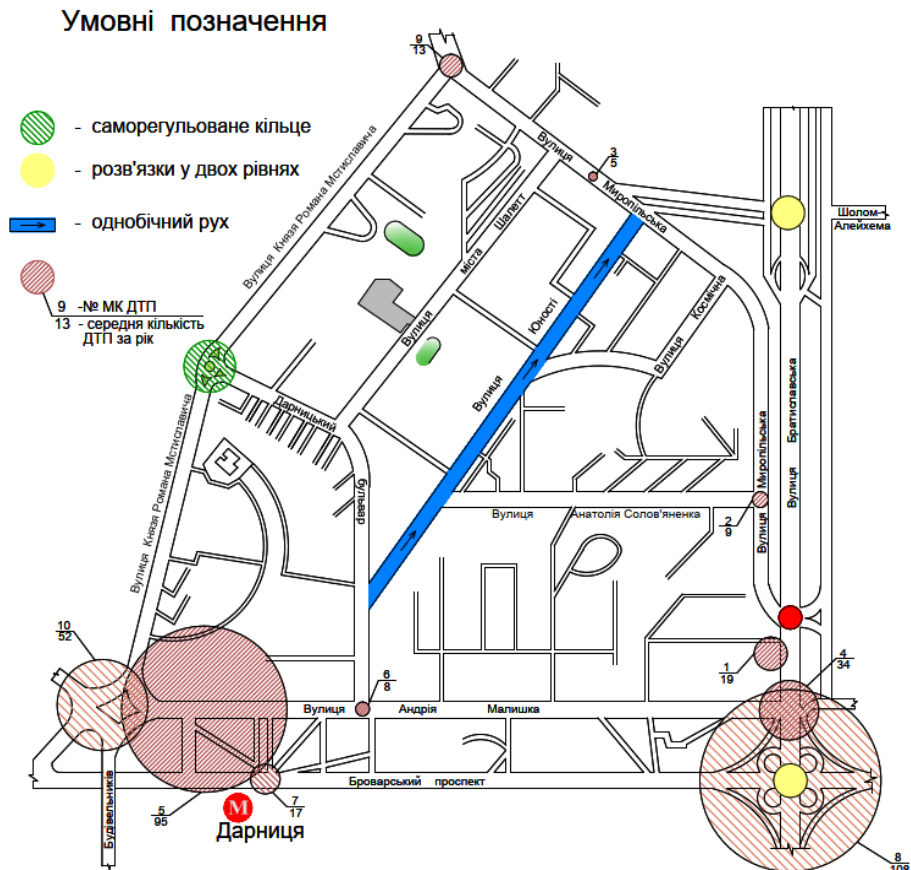 Умовні позначення
- саморегульоване кільце
- розв'язки у двох рівнях
- однобічний рух
9 -№ МК ДТП
13 - середня кількість
ДТП за рік
9
13
3
5
Вулиця
Миропільська
Шолом-
Алейхема
Вулиця Князя Романа Мстиславича
Вулиця
міста
Шалетт
Вулиця
Юності
Вулиця
Космічна
Вулиця
Братиславська
Дарницький
бульвар
Вулиця Князя Романа Мстиславича
Вулиця Анатолія Солов'яненка
Вулиця
Миропільська
2
9
10
52
1
19
4
34
6
8
Вулиця Андрія Малишка
Броварський проспект
Будівельників
5
95
М
Дарниця
7
17
8
108